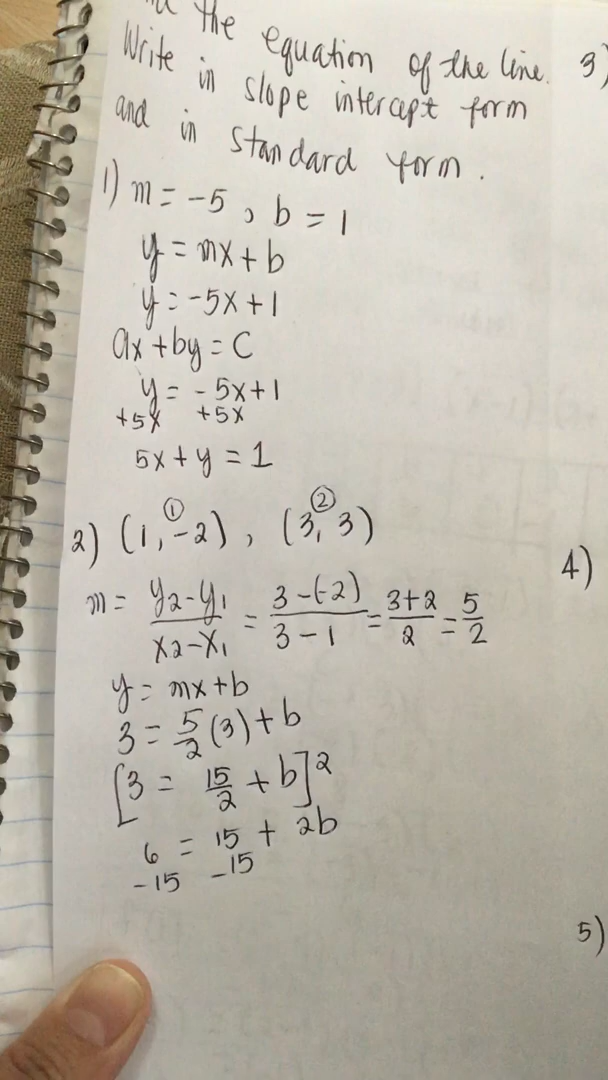 the equation of the line.
Write in slope intercept form
and in standard form.
1) m = -5, b = 1
y = mx + b
y = -5x + 1
ax + by = C
y = -5x + 1
+5x +5x
5x + y = 1
① ②
2) (1, -2), (3, 3)
m = y2-y1/x2-x1 = 3-(-2)/3-1 = 3+2/2 = 5/2
y = mx + b
3 = 5/2 (3) + b
[3 = 15/2 + b]2
6 = 15 + 2b
-15 -15
3)
4)
5)